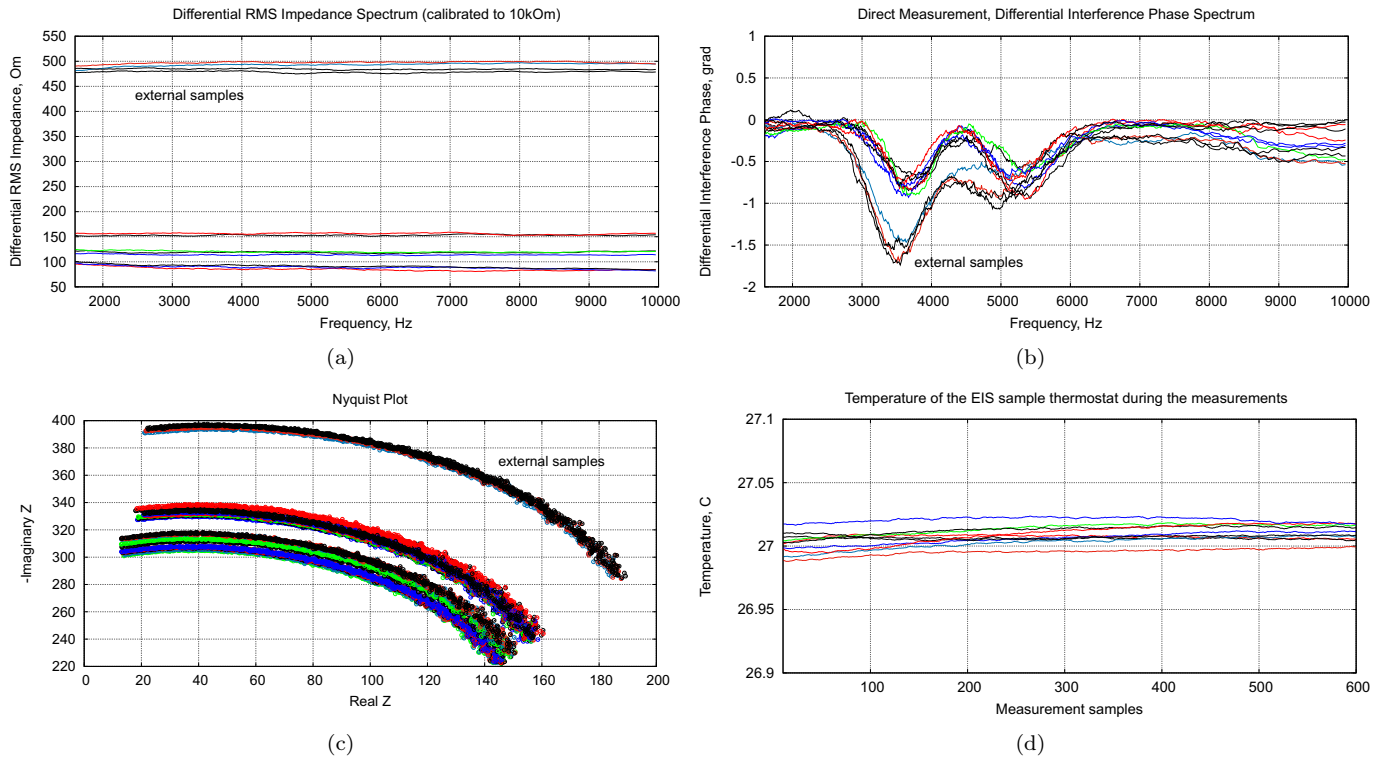 Differential RMS Impedance Spectrum (calibrated to 10kOm)
Differential RMS Impedance, Om
550
500
450
400
350
300
250
200
150
100
50
external samples
2000 3000 4000 5000 6000 7000 8000 9000 10000
Frequency, Hz
(a)
Direct Measurement, Differential Interference Phase Spectrum
Differential Interference Phase, grad
1
0.5
0
-0.5
-1
-1.5
-2
external samples
2000 3000 4000 5000 6000 7000 8000 9000 10000
Frequency, Hz
(b)
Nyquist Plot
-Imaginary Z
400
380
360
340
320
300
280
260
240
220
external samples
0 20 40 60 80 100 120 140 160 180 200
Real Z
(c)
Temperature of the EIS sample thermostat during the measurements
Temperature, C
27.1
27.05
27
26.95
26.9
100 200 300 400 500 600
Measurement samples
(d)